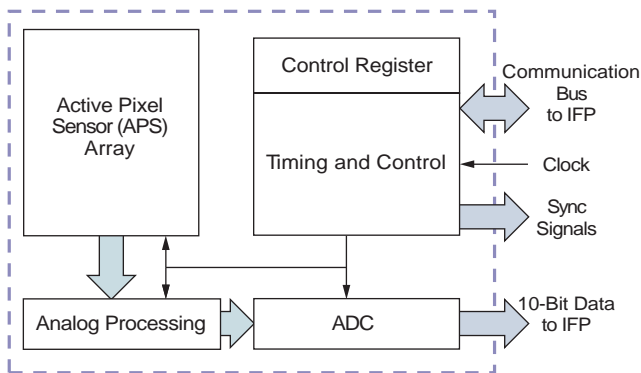 Active Pixel
Sensor (APS)
Array
Control Register
Timing and Control
Communication
Bus
to IFP
Clock
Sync
Signals
Analog Processing
ADC
10-Bit Data
to IFP